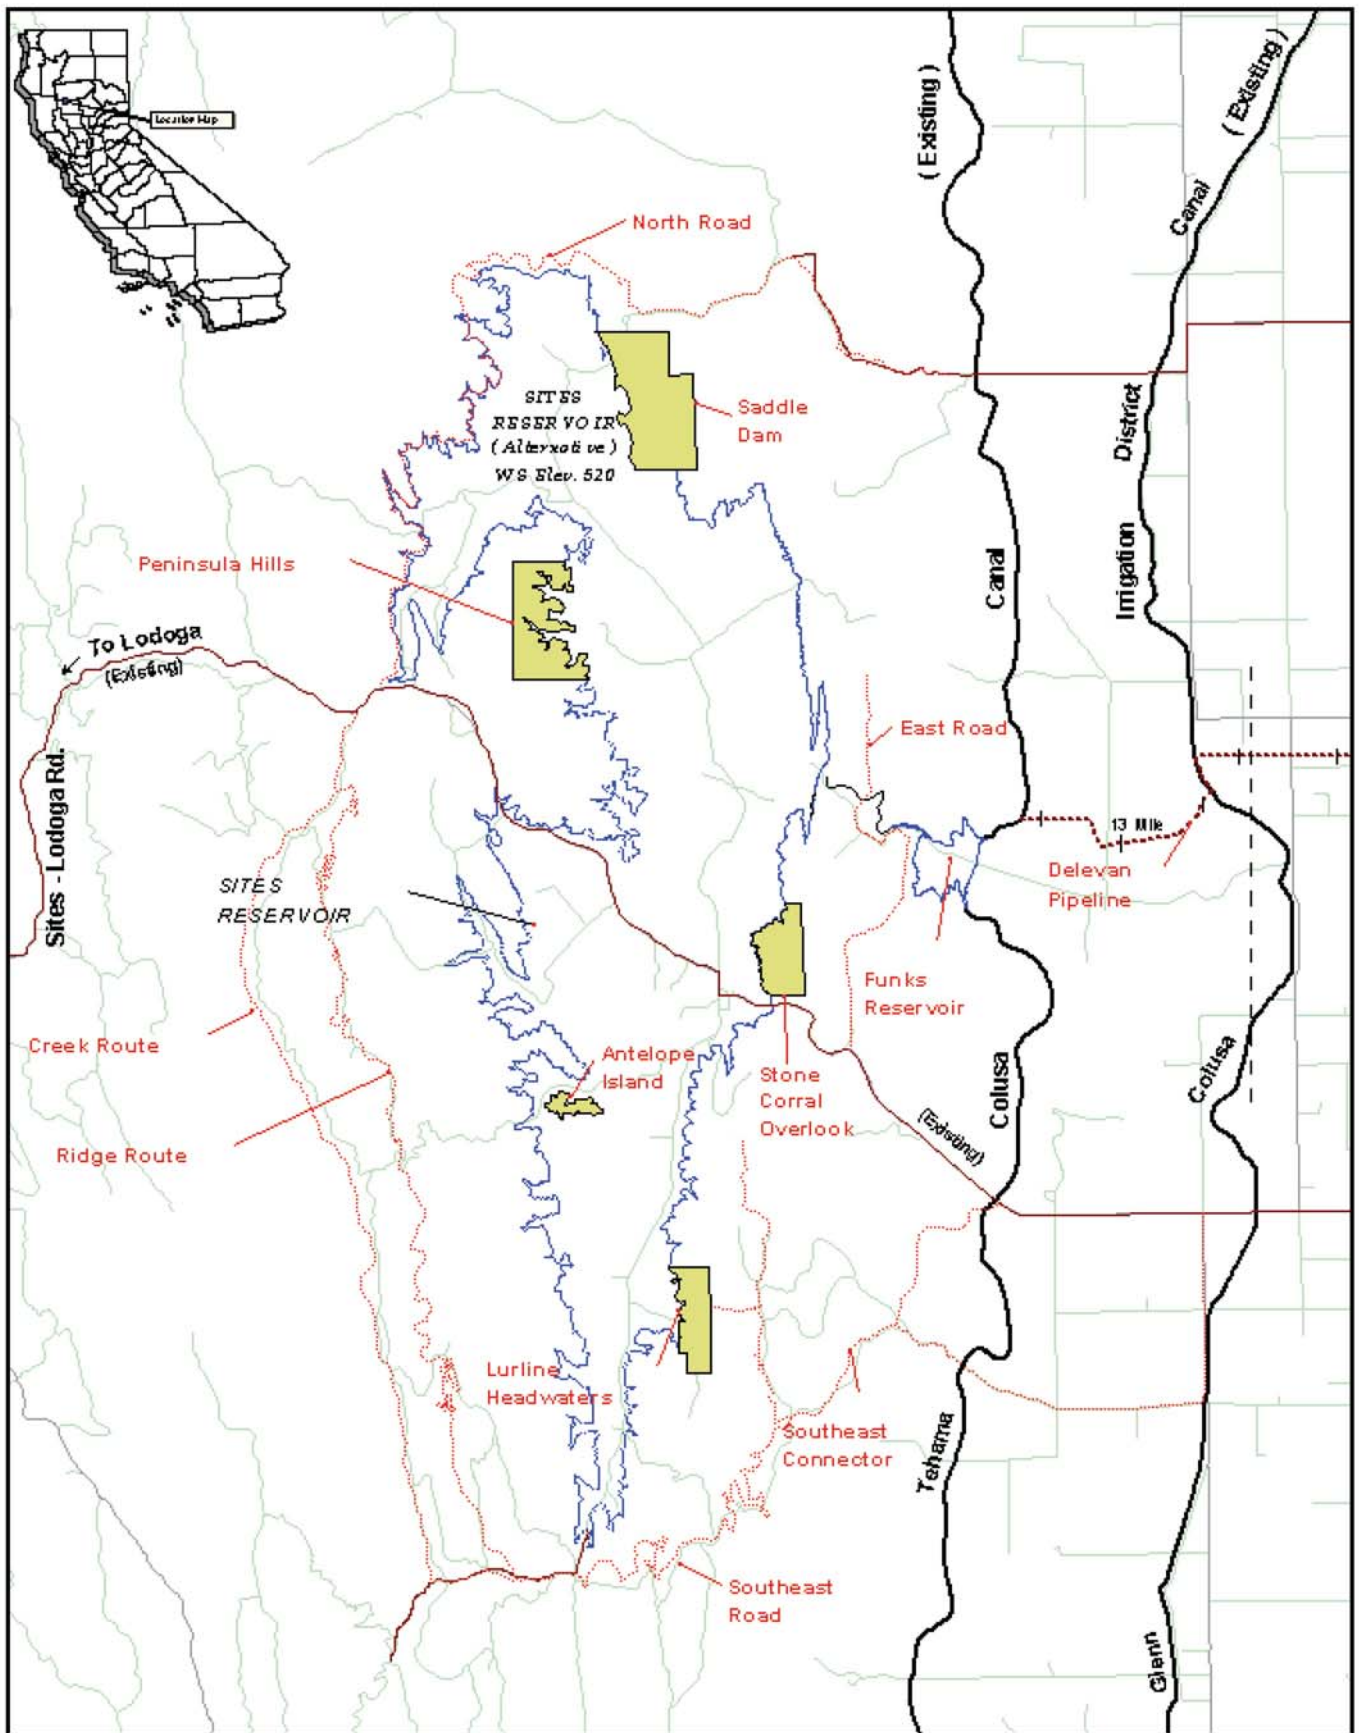 Location Map
( Existing )
( Existing )
Canal
North Road
SITES
RESERVOIR
( Alternative )
WS Elev. 520
Saddle
Dam
District
Irrigation
Canal
Peninsula Hills
To Lodoga
(Existing)
Sites - Lodoga Rd.
East Road
13 Mile
Delevan
Pipeline
SITES
RESERVOIR
Funks
Reservoir
Creek Route
Antelope
Island
Stone
Corral
Overlook
Colusa
Colusa
(Existing)
Ridge Route
Lurline
Headwaters
Southeast
Connector
Tehama
Southeast
Road
Glenn